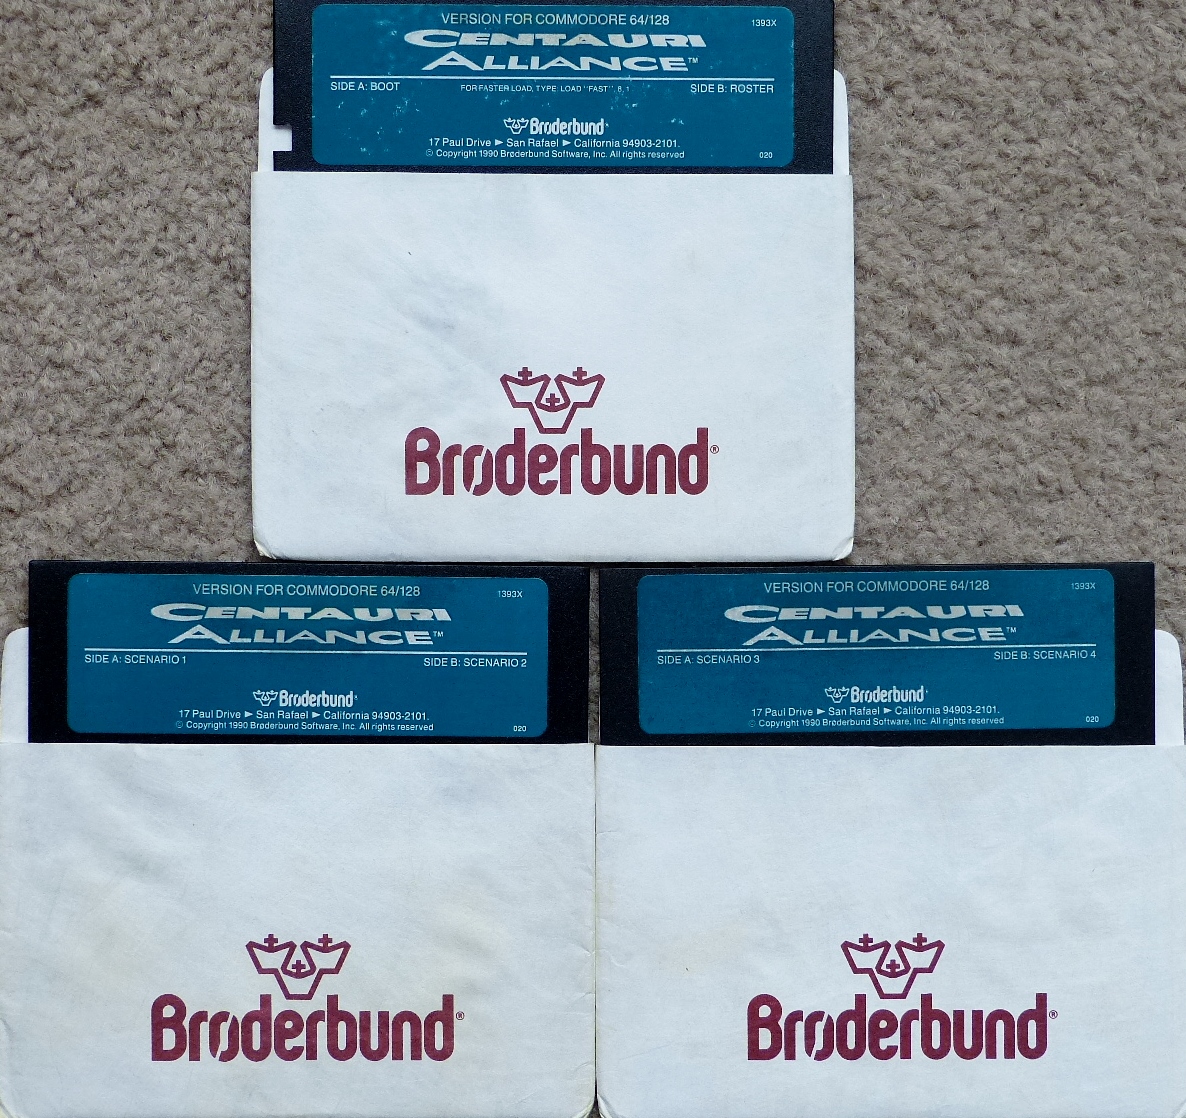 VERSION FOR COMMODORE 64/128
1393X
CENTAURI
ALLIANCE™
SIDE A: BOOT
FOR FASTER LOAD, TYPE: LOAD "FAST", 8, 1
SIDE B: ROSTER
Brøderbund
17 Paul Drive ► San Rafael ► California 94903-2101.
© Copyright 1990 Brøderbund Software, Inc. All rights reserved
020
Brøderbund®
VERSION FOR COMMODORE 64/128
1393X
CENTAURI
ALLIANCE™
SIDE A: SCENARIO 1
SIDE B: SCENARIO 2
Brøderbund
17 Paul Drive ► San Rafael ► California 94903-2101.
© Copyright 1990 Brøderbund Software, Inc. All rights reserved
020
Brøderbund®
VERSION FOR COMMODORE 64/128
1393X
CENTAURI
ALLIANCE™
SIDE A: SCENARIO 3
SIDE B: SCENARIO 4
Brøderbund
17 Paul Drive ► San Rafael ► California 94903-2101.
© Copyright 1990 Brøderbund Software, Inc. All rights reserved
020
Brøderbund®